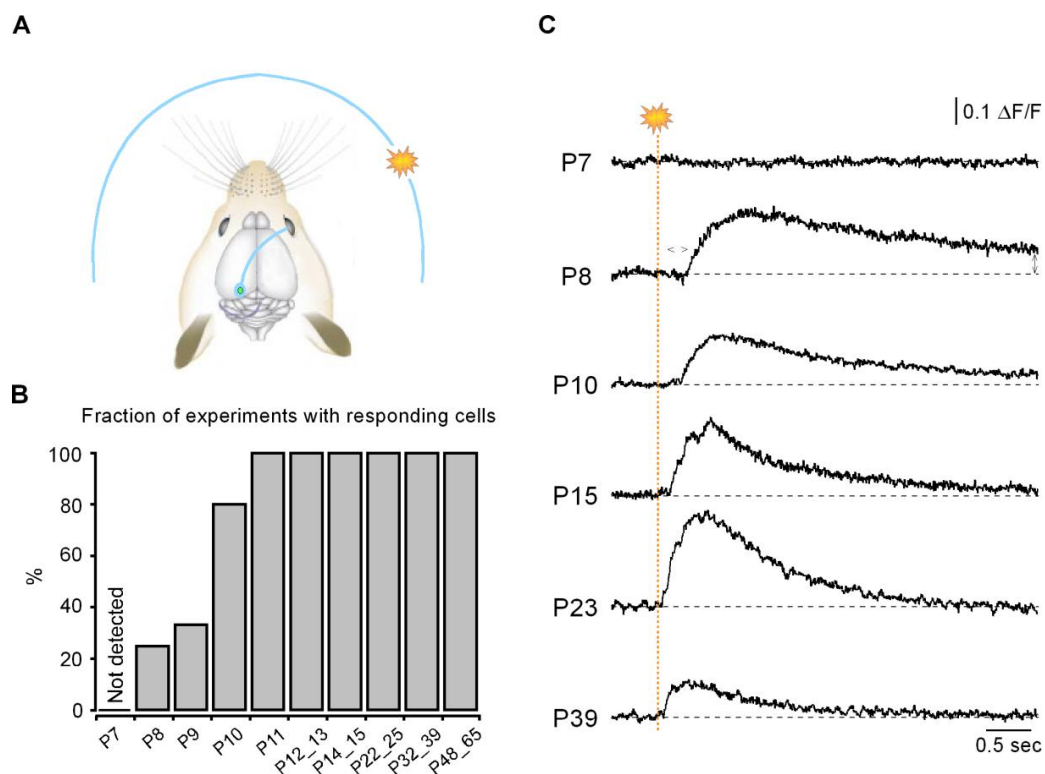 A
B
Fraction of experiments with responding cells
100
80
60
40
20
0
%
Not detected
P7
P8
P9
P10
P11
P12_13
P14_15
P22_25
P32_39
P48_65
C
0.1 ΔF/F
P7
P8
< >
P10
P15
P23
P39
0.5 sec